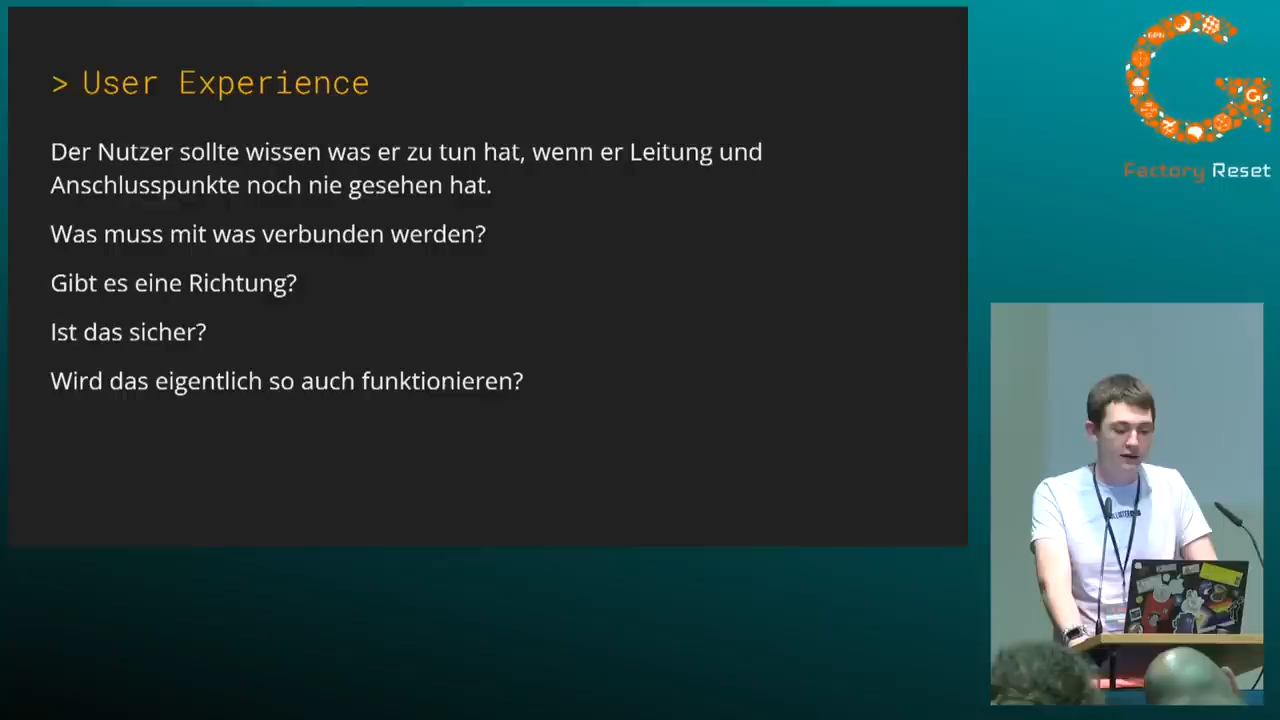 > User Experience
Der Nutzer sollte wissen was er zu tun hat, wenn er Leitung und
Anschlusspunkte noch nie gesehen hat.
Was muss mit was verbunden werden?
Gibt es eine Richtung?
Ist das sicher?
Wird das eigentlich so auch funktionieren?
Factory Reset